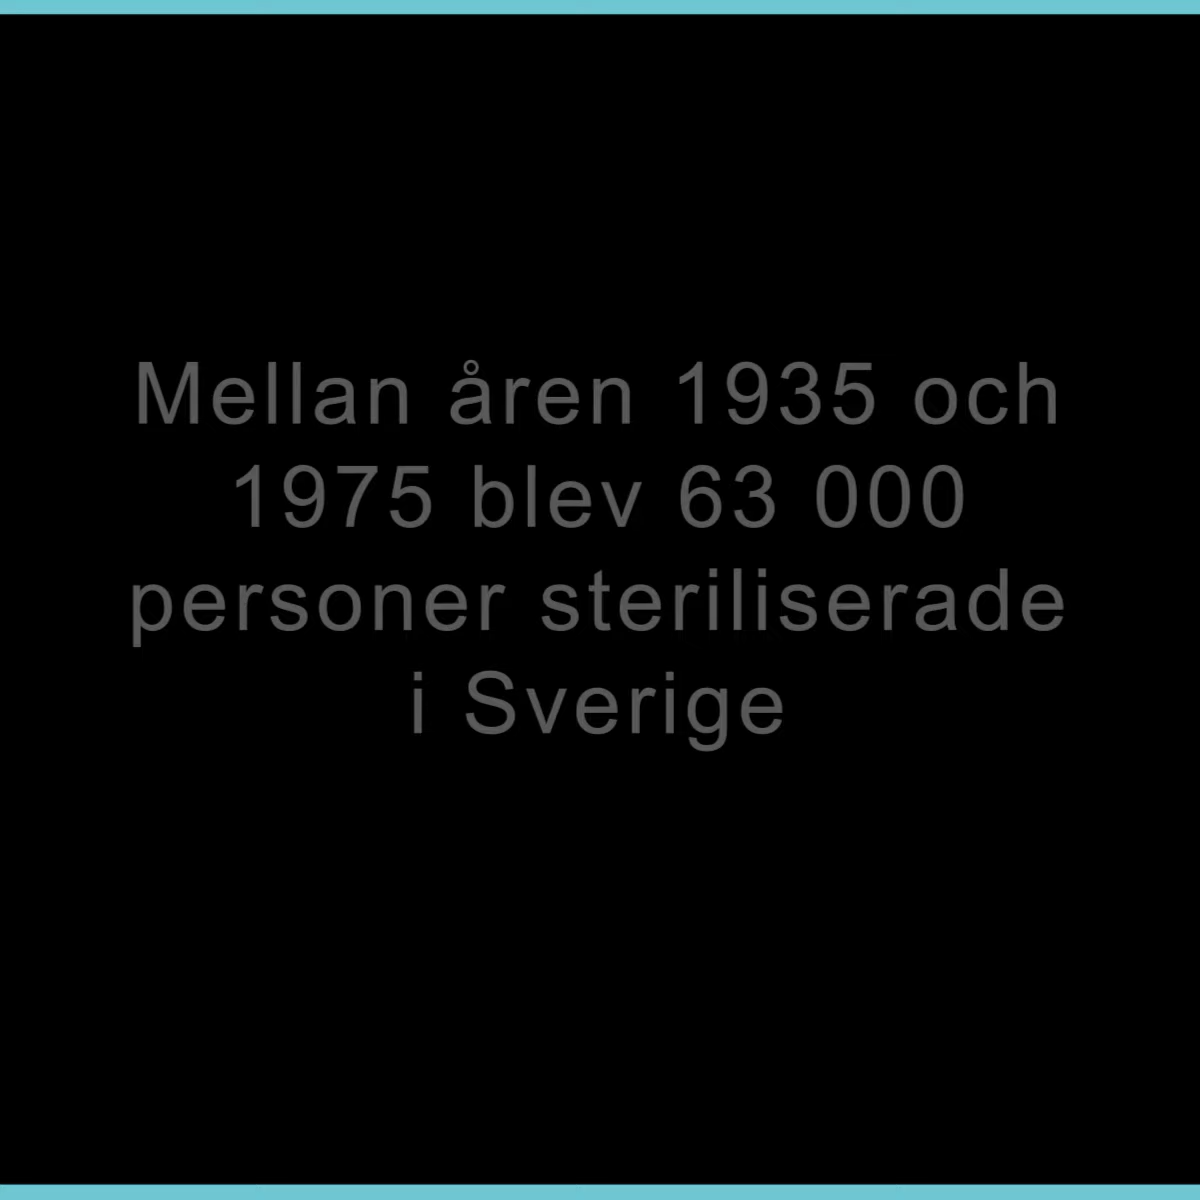 Mellan åren 1935 och
1975 blev 63 000
personer steriliserade
i Sverige